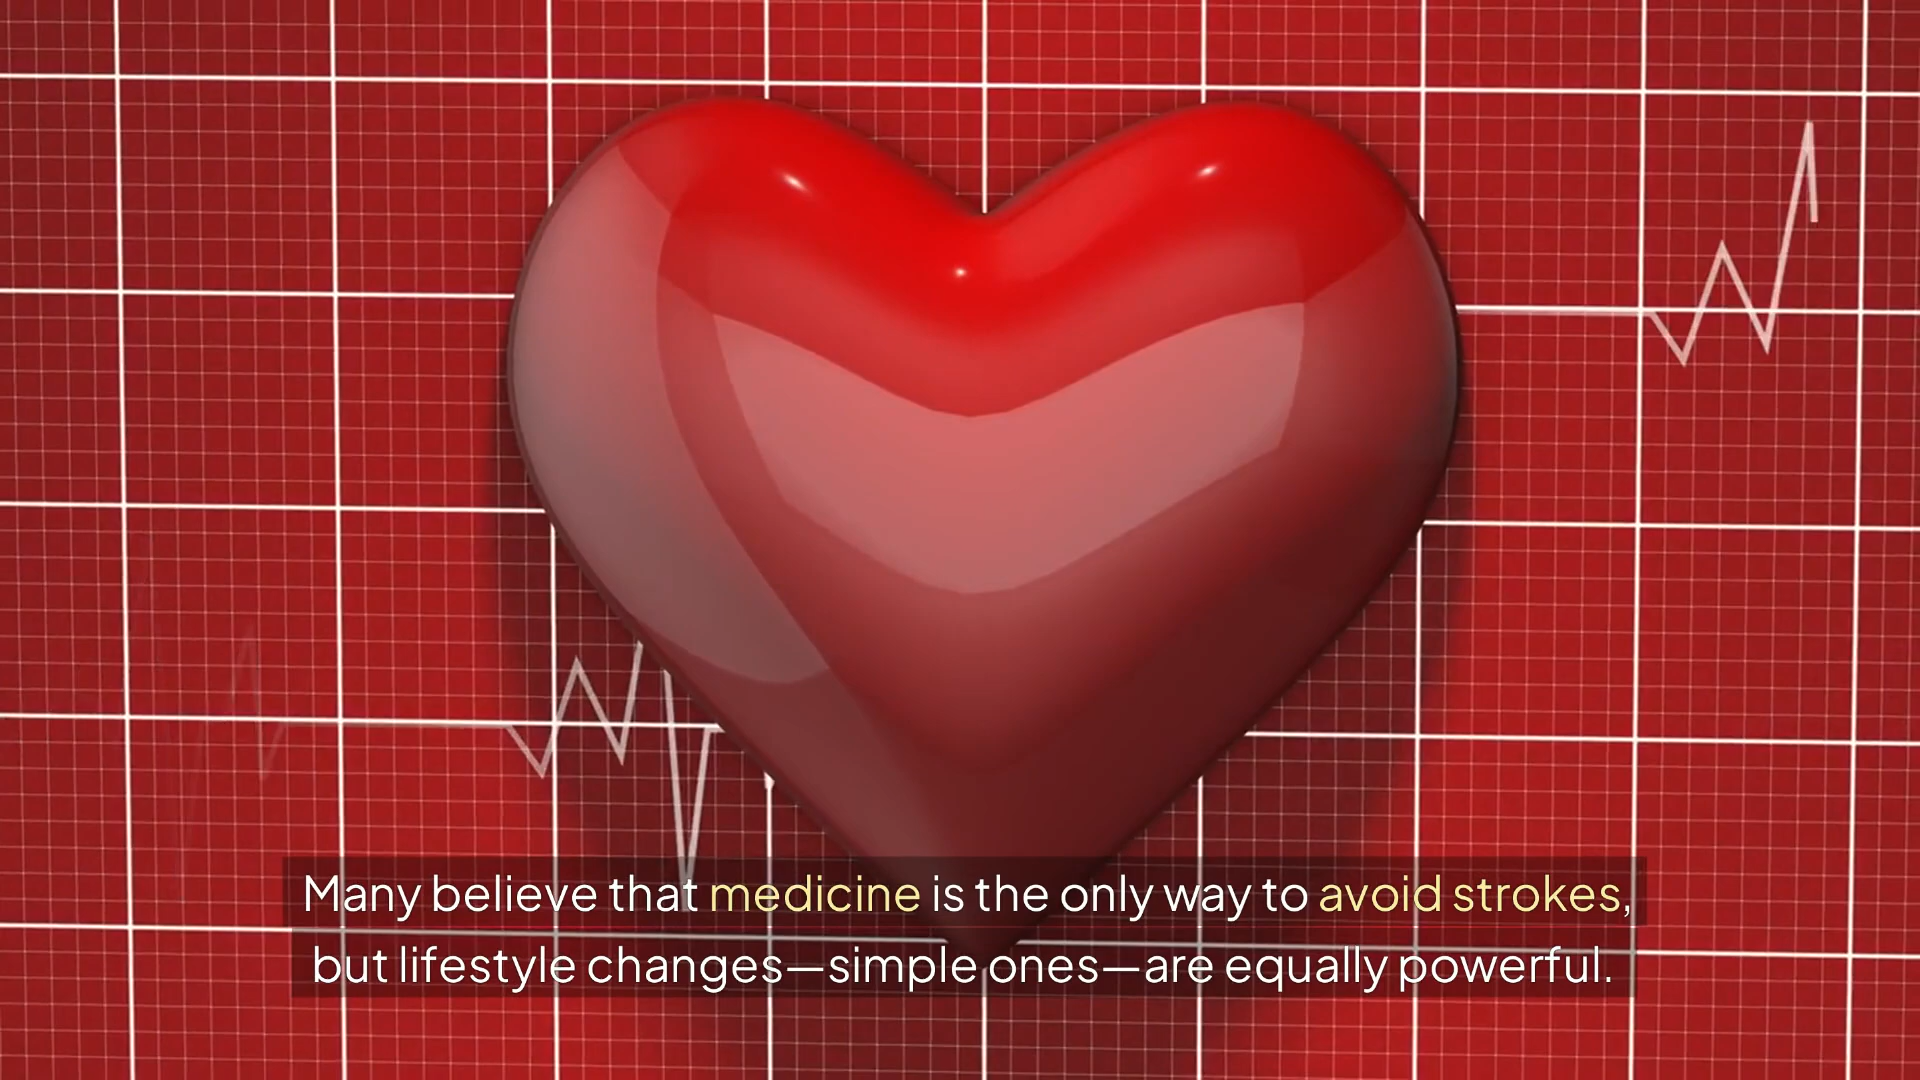 Many believe that medicine is the only way to avoid strokes,
but lifestyle changes—simple ones—are equally powerful.